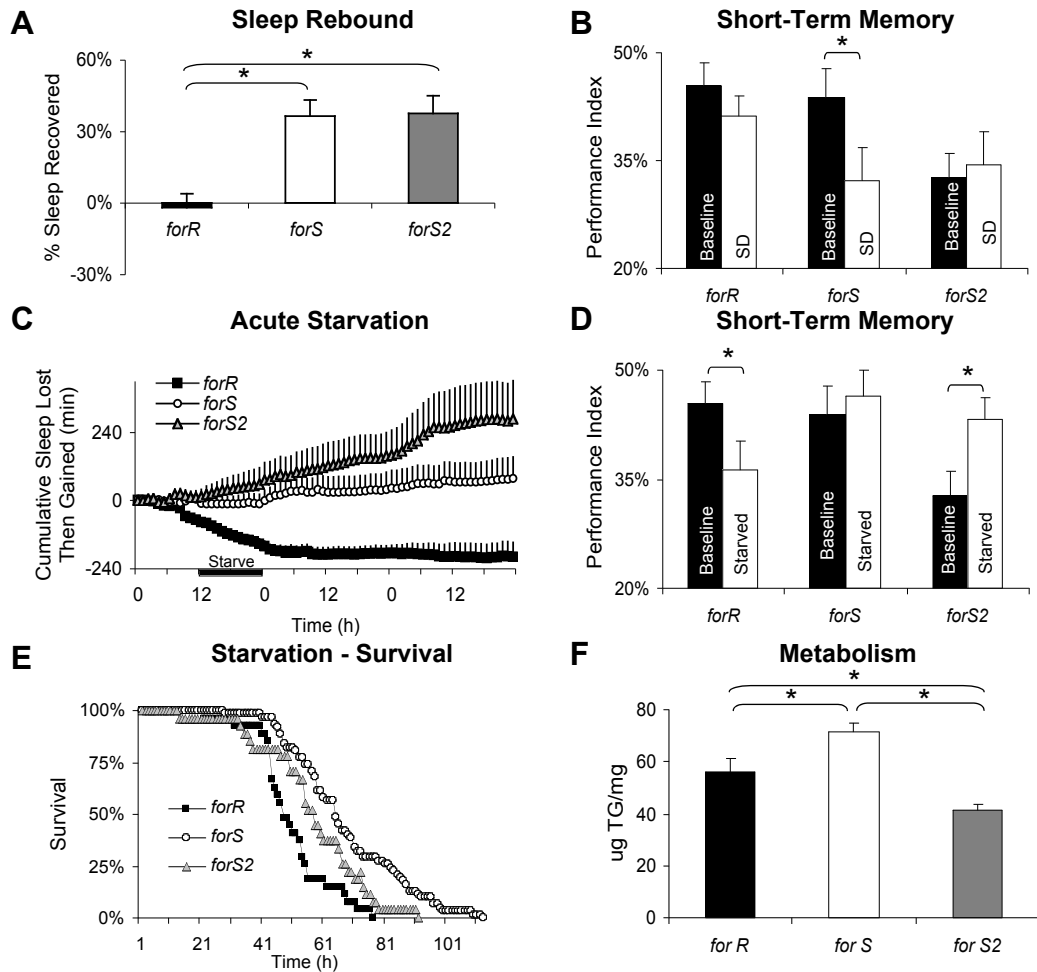 A
Sleep Rebound
% Sleep Recovered
60%
30%
0%
-30%
*
*
forR
forS
forS2
B
Short-Term Memory
Performance Index
50%
35%
20%
*
Baseline
SD
Baseline
SD
Baseline
SD
forR
forS
forS2
C
Acute Starvation
Cumulative Sleep Lost
Then Gained (min)
240
0
-240
forR
forS
forS2
Starve
0 12 0 12 0 12
Time (h)
D
Short-Term Memory
Performance Index
50%
35%
20%
*
*
Baseline
Starved
Baseline
Starved
Baseline
Starved
forR
forS
forS2
E
Starvation - Survival
Survival
100%
75%
50%
25%
0%
forR
forS
forS2
1 21 41 61 81 101
Time (h)
F
Metabolism
ug TG/mg
80
60
40
20
0
*
*
*
for R
for S
for S2